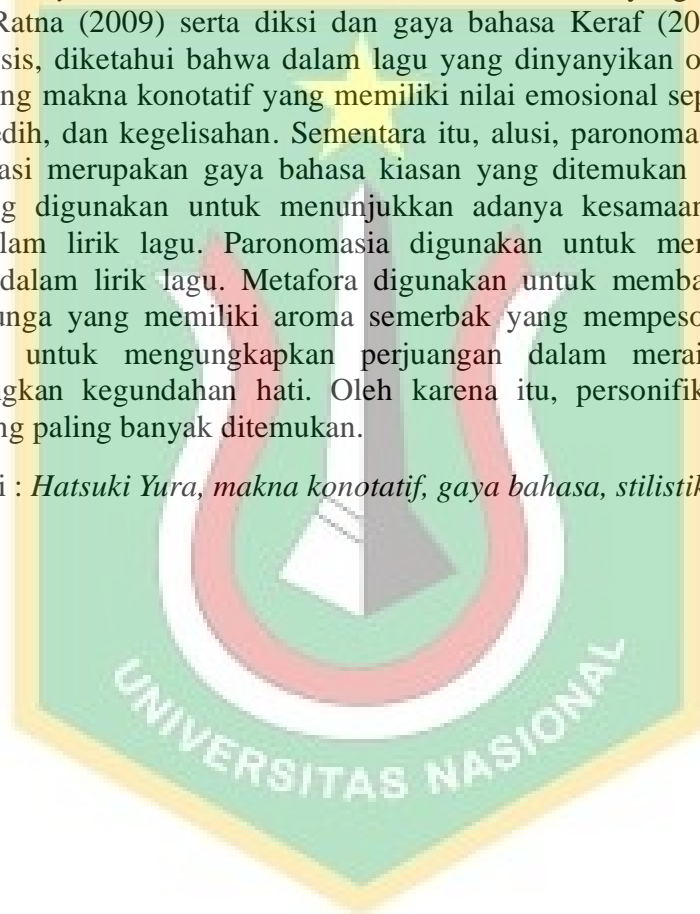 Ratna (2009) serta diksi dan gaya bahasa Keraf (20
sis, diketahui bahwa dalam lagu yang dinyanyikan o
ng makna konotatif yang memiliki nilai emosional sep
edih, dan kegelisahan. Sementara itu, alusi, paronoma
asi merupakan gaya bahasa kiasan yang ditemukan
g digunakan untuk menunjukkan adanya kesamaan
alam lirik lagu. Paronomasia digunakan untuk mer
dalam lirik lagu. Metafora digunakan untuk memba
unga yang memiliki aroma semerbak yang mempeso
untuk mengungkapkan perjuangan dalam merai
ngkan kegundahan hati. Oleh karena itu, personifik
ng paling banyak ditemukan.
i : Hatsuki Yura, makna konotatif, gaya bahasa, stilistik
UNIVERSITAS NASIONAL